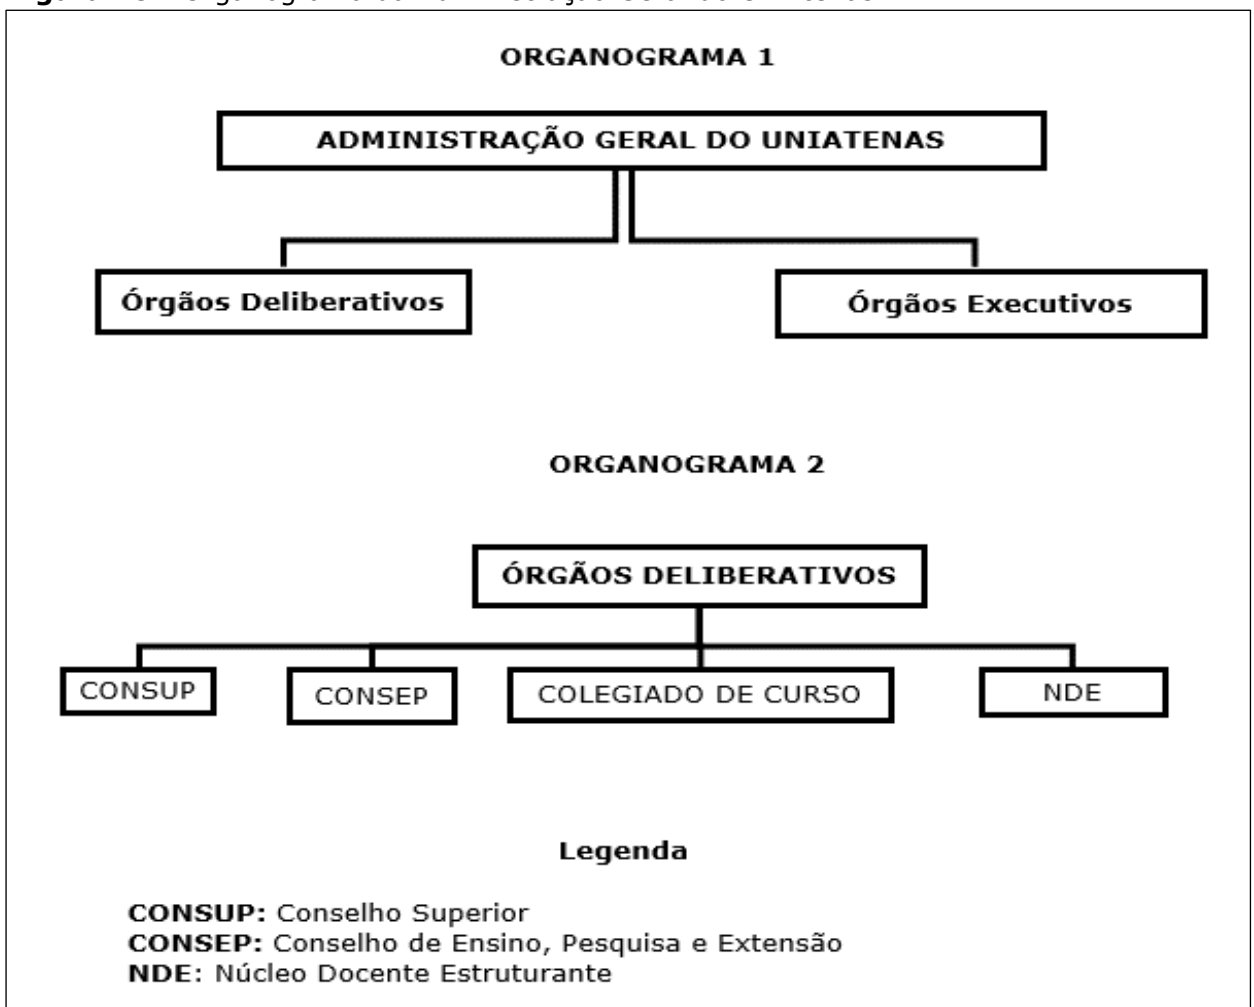 ORGANOGRAMA 1
ADMINISTRAÇÃO GERAL DO UNIATENAS
Órgãos Deliberativos
Órgãos Executivos
ORGANOGRAMA 2
ÓRGÃOS DELIBERATIVOS
CONSUP
CONSEP
COLEGIADO DE CURSO
NDE
Legenda
CONSUP: Conselho Superior
CONSEP: Conselho de Ensino, Pesquisa e Extensão
NDE: Núcleo Docente Estruturante